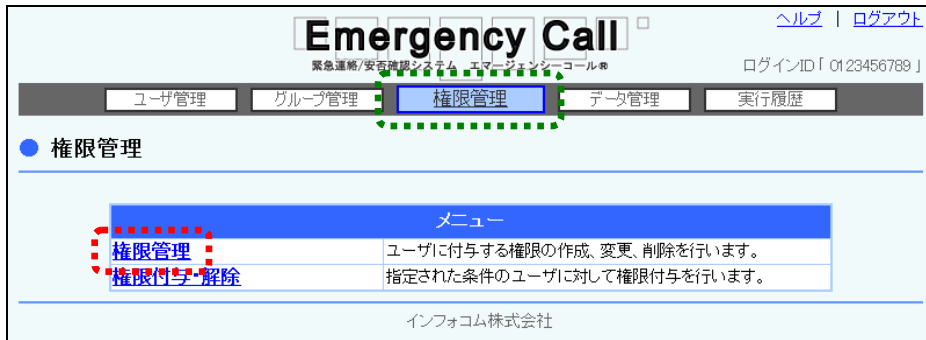 ヘルプ | ログアウト
Emergency Call
緊急連絡/安否確認システム エマージェンシーコール®
ログインID「0123456789」
ユーザ管理 グループ管理 権限管理 データ管理 実行履歴
権限管理
メニュー
権限管理 ユーザに付与する権限の作成、変更、削除を行います。
権限付与・解除 指定された条件のユーザに対して権限付与を行います。
インフォコム株式会社